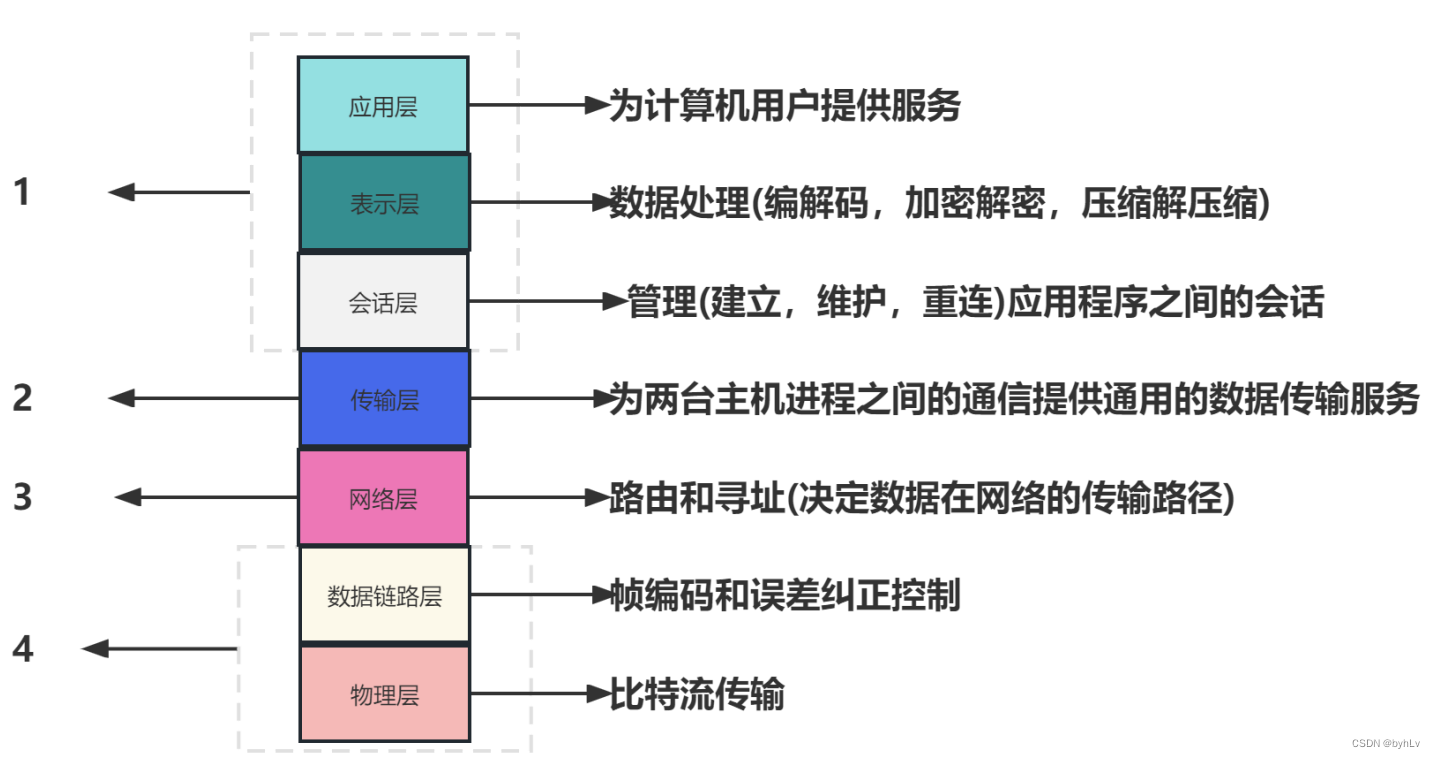 应用层
为计算机用户提供服务
1
表示层
数据处理(编解码，加密解密，压缩解压缩)
会话层
管理(建立，维护，重连)应用程序之间的会话
2
传输层
为两台主机进程之间的通信提供通用的数据传输服务
3
网络层
路由和寻址(决定数据在网络的传输路径)
数据链路层
帧编码和误差纠正控制
4
物理层
比特流传输
CSDN @byhLv